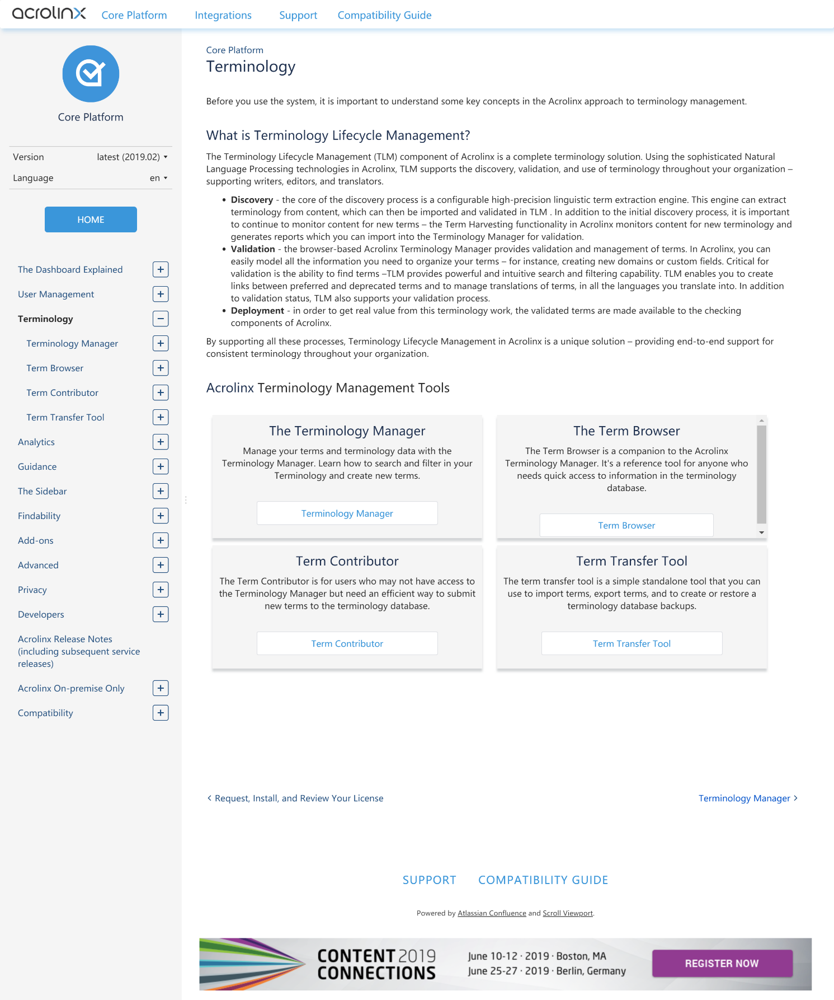 acrolinx
Core Platform
Integrations
Support
Compatibility Guide
Core Platform
Version
latest (2019.02)
Language
en
HOME
The Dashboard Explained
User Management
Terminology
Terminology Manager
Term Browser
Term Contributor
Term Transfer Tool
Analytics
Guidance
The Sidebar
Findability
Add-ons
Advanced
Privacy
Developers
Acrolinx Release Notes
(including subsequent service
releases)
Acrolinx On-premise Only
Compatibility
Core Platform
Terminology
Before you use the system, it is important to understand some key concepts in the Acrolinx approach to terminology management.
What is Terminology Lifecycle Management?
The Terminology Lifecycle Management (TLM) component of Acrolinx is a complete terminology solution. Using the sophisticated Natural
Language Processing technologies in Acrolinx, TLM supports the discovery, validation, and use of terminology throughout your organization –
supporting writers, editors, and translators.
• Discovery - the core of the discovery process is a configurable high-precision linguistic term extraction engine. This engine can extract
terminology from content, which can then be imported and validated in TLM . In addition to the initial discovery process, it is important
to continue to monitor content for new terms – the Term Harvesting functionality in Acrolinx monitors content for new terminology and
generates reports which you can import into the Terminology Manager for validation.
• Validation - the browser-based Acrolinx Terminology Manager provides validation and management of terms. In Acrolinx, you can
easily model all the information you need to organize your terms – for instance, creating new domains or custom fields. Critical for
validation is the ability to find terms –TLM provides powerful and intuitive search and filtering capability. TLM enables you to create
links between preferred and deprecated terms and to manage translations of terms, in all the languages you translate into. In addition
to validation status, TLM also supports your validation process.
• Deployment - in order to get real value from this terminology work, the validated terms are made available to the checking
components of Acrolinx.
By supporting all these processes, Terminology Lifecycle Management in Acrolinx is a unique solution – providing end-to-end support for
consistent terminology throughout your organization.
Acrolinx Terminology Management Tools
The Terminology Manager
Manage your terms and terminology data with the
Terminology Manager. Learn how to search and filter in your
Terminology and create new terms.
Terminology Manager
The Term Browser
The Term Browser is a companion to the Acrolinx
Terminology Manager. It's a reference tool for anyone who
needs quick access to information in the terminology
database.
Term Browser
Term Contributor
The Term Contributor is for users who may not have access to
the Terminology Manager but need an efficient way to submit
new terms to the terminology database.
Term Contributor
Term Transfer Tool
The term transfer tool is a simple standalone tool that you can
use to import terms, export terms, and to create or restore a
terminology database backups.
Term Transfer Tool
Request, Install, and Review Your License
Terminology Manager
SUPPORT
COMPATIBILITY GUIDE
Powered by Atlassian Confluence and Scroll Viewport.
CONTENT 2019
CONNECTIONS
June 10-12 · 2019 · Boston, MA
June 25-27 · 2019 · Berlin, Germany
REGISTER NOW